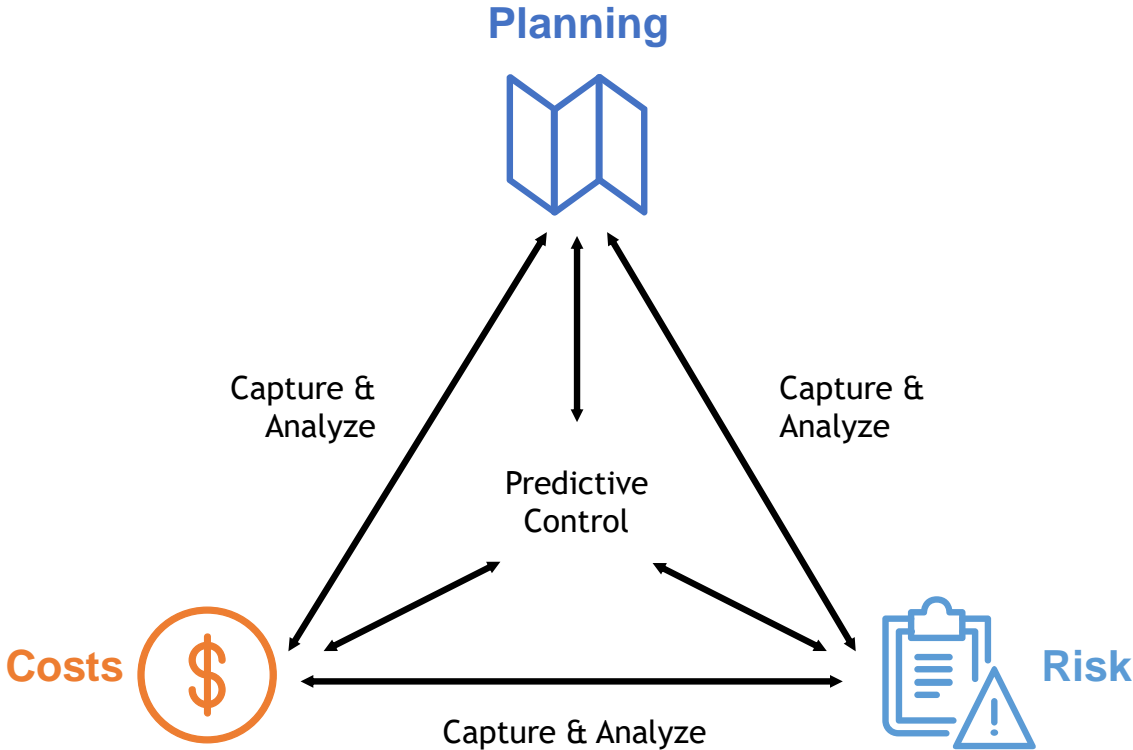 Planning
Capture &
Analyze
Capture &
Analyze
Predictive
Control
Costs
$
Risk
!
Capture & Analyze